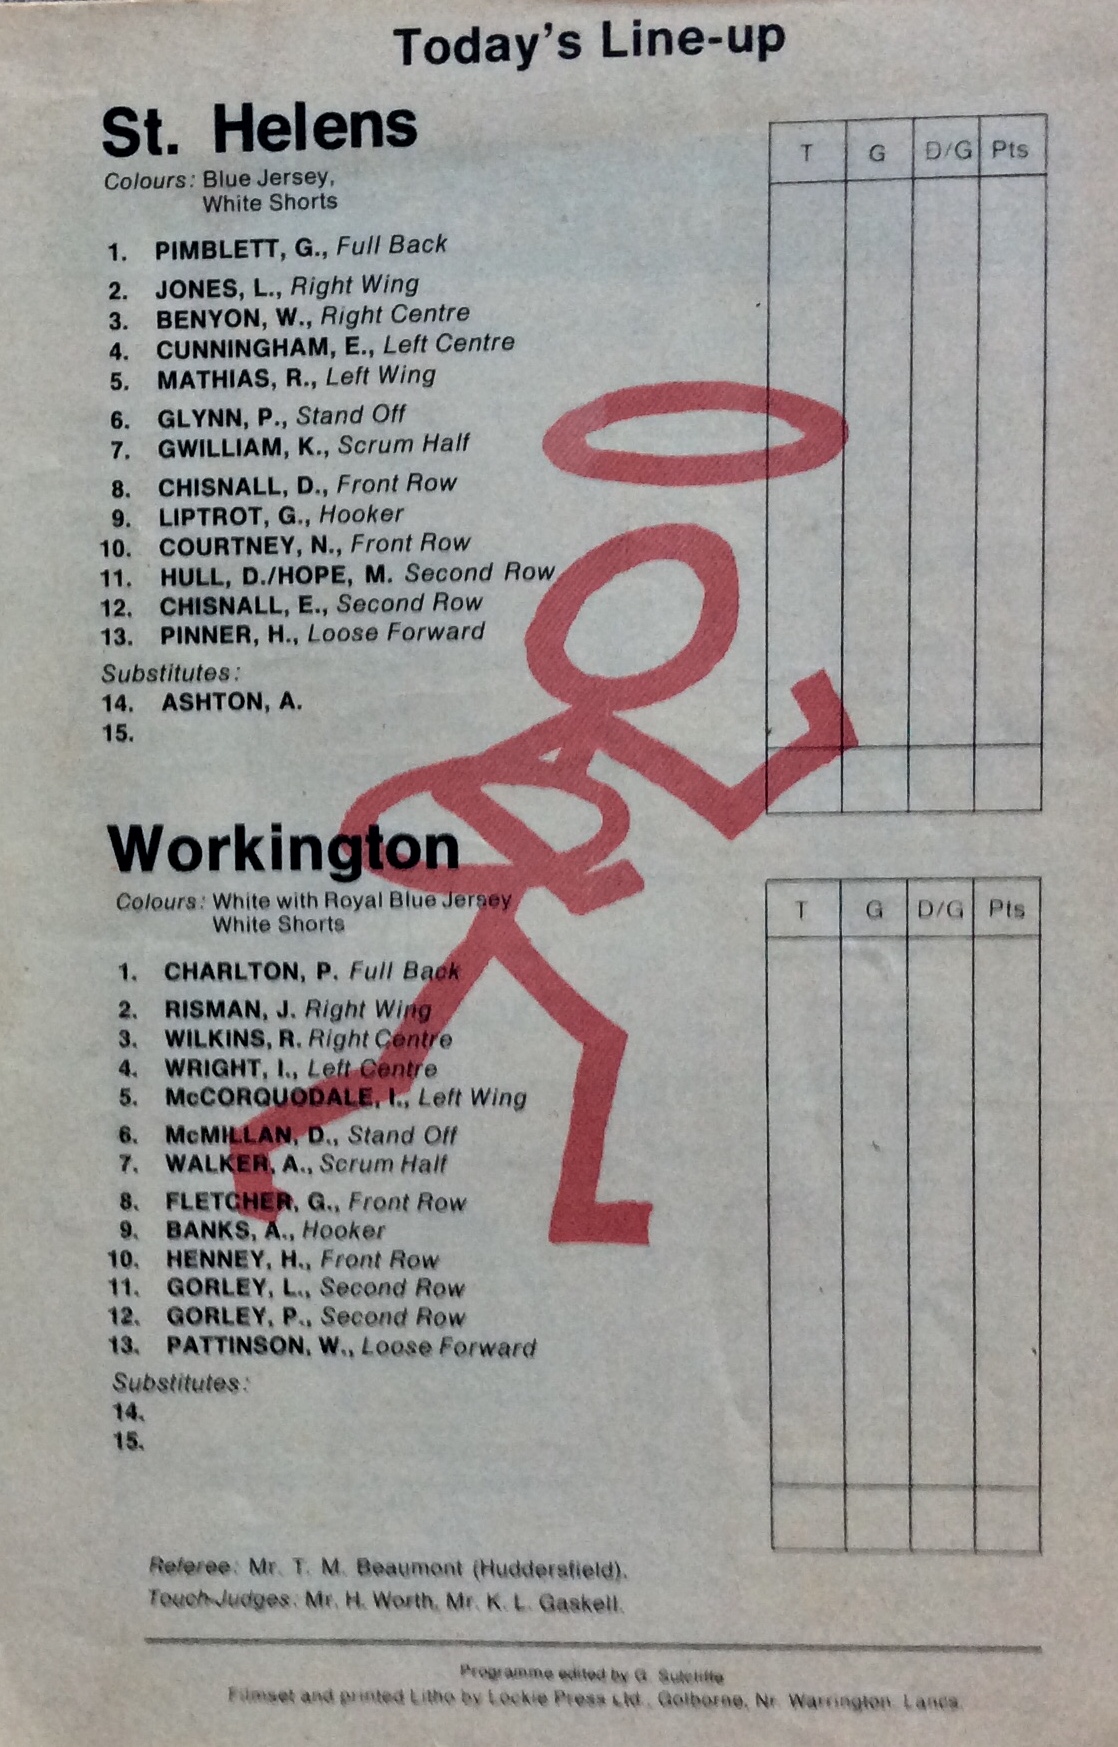 Today's Line-up
St. Helens
Colours: Blue Jersey,
White Shorts
T G D/G Pts
1. PIMBLETT, G., Full Back
2. JONES, L., Right Wing
3. BENYON, W., Right Centre
4. CUNNINGHAM, E., Left Centre
5. MATHIAS, R., Left Wing
6. GLYNN, P., Stand Off
7. GWILLIAM, K., Scrum Half
8. CHISNALL, D., Front Row
9. LIPTROT, G., Hooker
10. COURTNEY, N., Front Row
11. HULL, D./HOPE, M. Second Row
12. CHISNALL, E., Second Row
13. PINNER, H., Loose Forward
Substitutes:
14. ASHTON, A.
15.
Workington
Colours: White with Royal Blue Jersey
White Shorts
T G D/G Pts
1. CHARLTON, P. Full Back
2. RISMAN, J. Right Wing
3. WILKINS, R. Right Centre
4. WRIGHT, I., Left Centre
5. McCORQUODALE, I., Left Wing
6. McMILLAN, D., Stand Off
7. WALKER, A., Scrum Half
8. FLETCHER, G., Front Row
9. BANKS, A., Hooker
10. HENNEY, H., Front Row
11. GORLEY, L., Second Row
12. GORLEY, P., Second Row
13. PATTINSON, W., Loose Forward
Substitutes:
14.
15.
Referee: Mr. T. M. Beaumont (Huddersfield).
Touch-Judges: Mr. H. Worth, Mr. K. L. Gaskell.
Programme edited by G. Sutcliffe
Filmset and printed Litho by Lockie Press Ltd., Golborne, Nr. Warrington. Lancs.